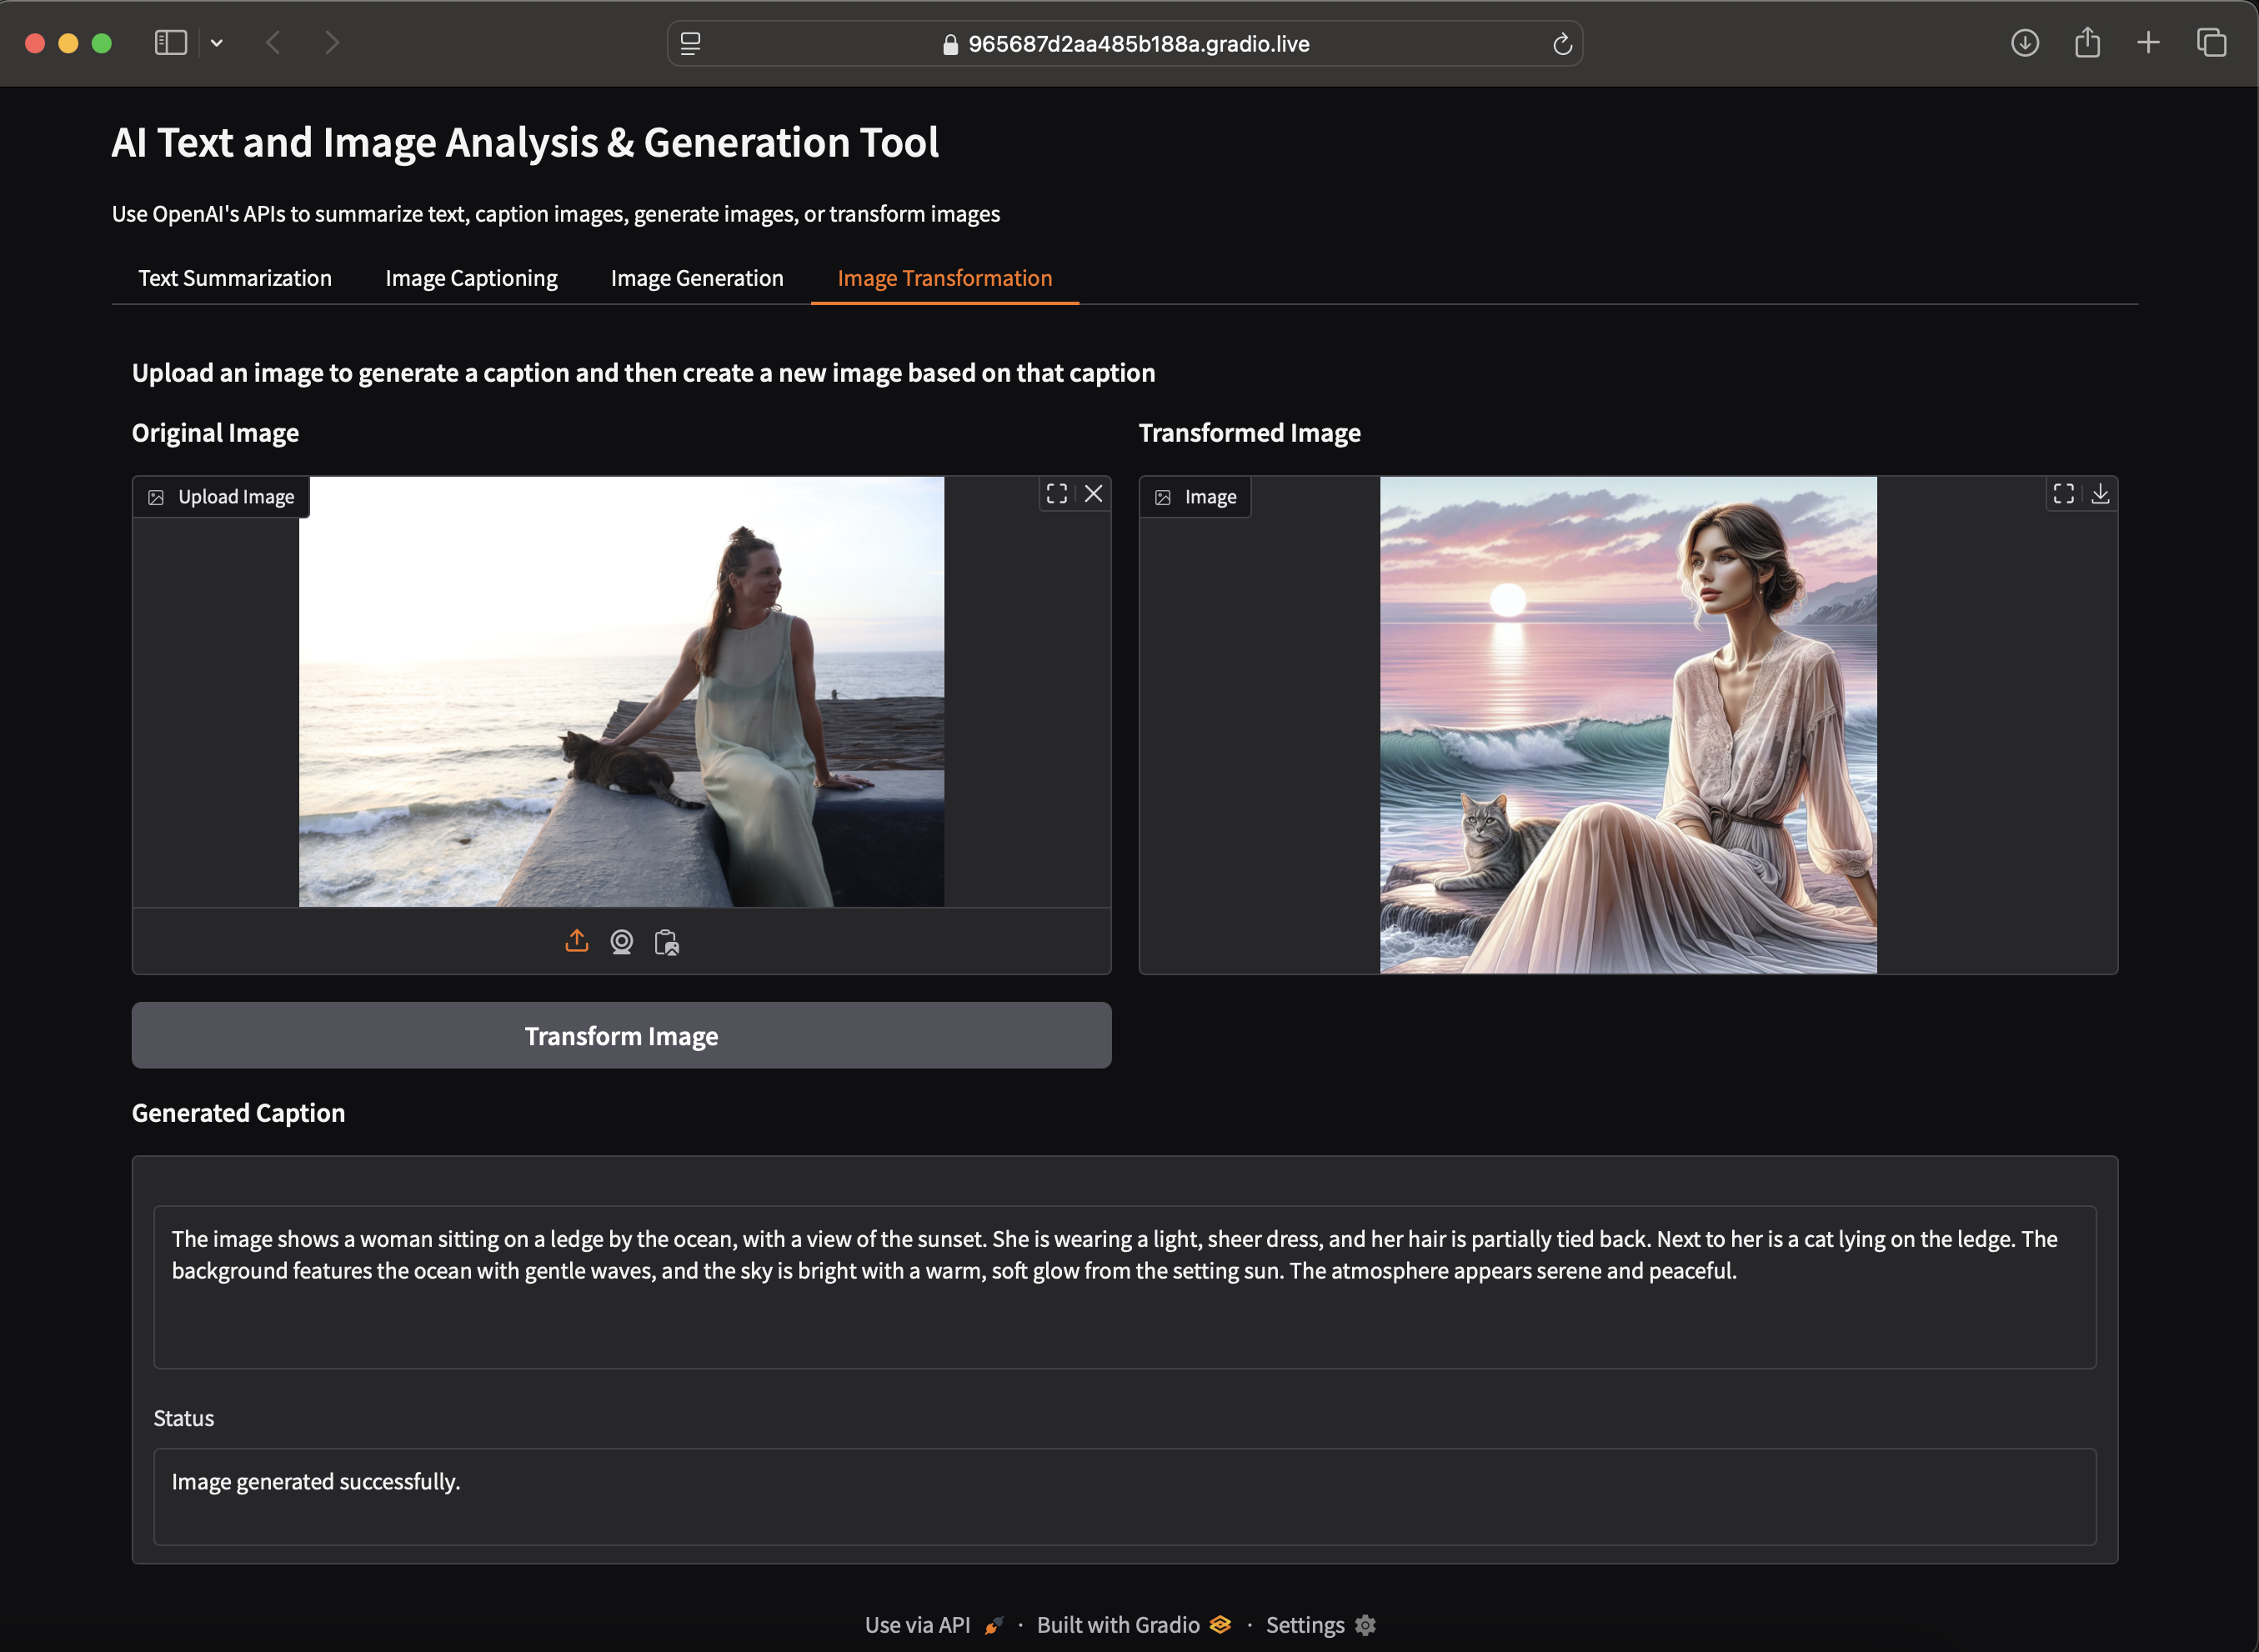 965687d2aa485b188a.gradio.live
AI Text and Image Analysis & Generation Tool
Use OpenAI's APIs to summarize text, caption images, generate images, or transform images
Text Summarization
Image Captioning
Image Generation
Image Transformation
Upload an image to generate a caption and then create a new image based on that caption
Original Image
Transformed Image
Upload Image
Image
Transform Image
Generated Caption
The image shows a woman sitting on a ledge by the ocean, with a view of the sunset. She is wearing a light, sheer dress, and her hair is partially tied back. Next to her is a cat lying on the ledge. The
background features the ocean with gentle waves, and the sky is bright with a warm, soft glow from the setting sun. The atmosphere appears serene and peaceful.
Status
Image generated successfully.
Use via API · Built with Gradio · Settings